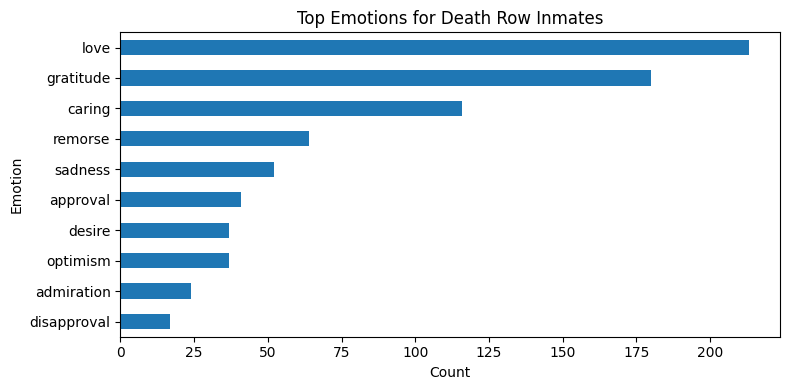 Top Emotions for Death Row Inmates
Emotion
love
gratitude
caring
remorse
sadness
approval
desire
optimism
admiration
disapproval
0 25 50 75 100 125 150 175 200
Count